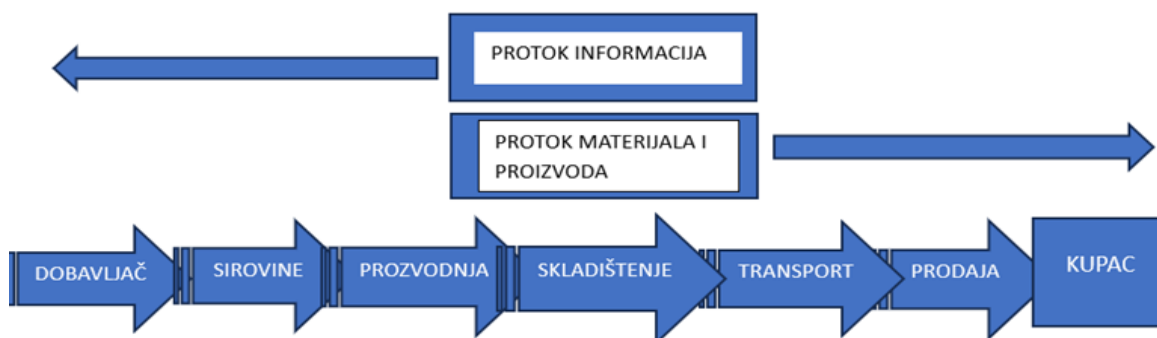 PROTOK INFORMACIJA
PROTOK MATERIJALA I
PROIZVODA
DOBAVLJAČ
SIROVINE
PROZVODNJA
SKLADIŠTENJE
TRANSPORT
PRODAJA
KUPAC